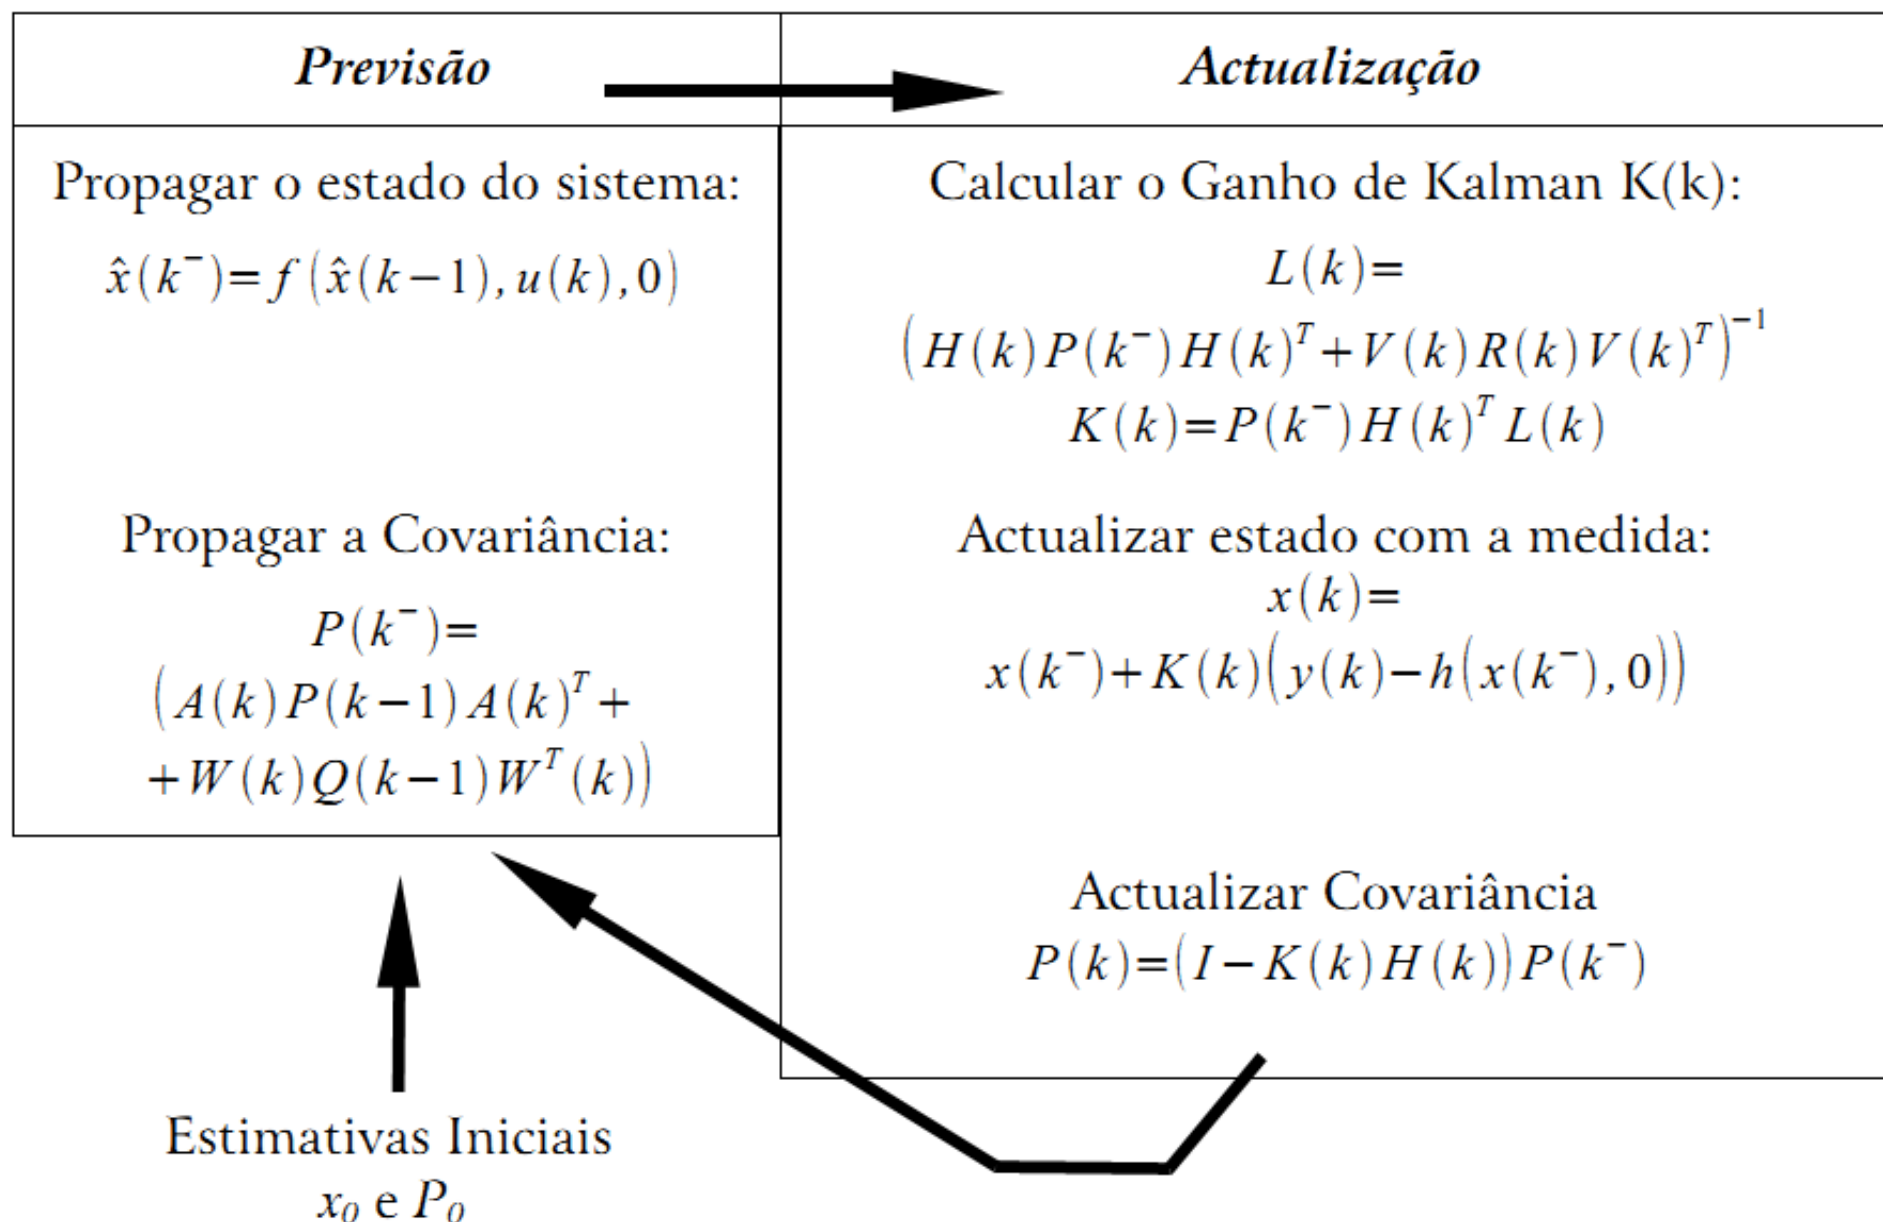 Previsão
Actualização
Propagar o estado do sistema:
x̂(k⁻)=f(x̂(k−1),u(k),0)
Propagar a Covariância:
P(k⁻)=
(A(k)P(k−1)A(k)ᵀ+
+W(k)Q(k−1)Wᵀ(k))
Calcular o Ganho de Kalman K(k):
L(k)=
(H(k)P(k⁻)H(k)ᵀ+V(k)R(k)V(k)ᵀ)⁻¹
K(k)=P(k⁻)H(k)ᵀL(k)
Actualizar estado com a medida:
x(k)=
x(k⁻)+K(k)(y(k)−h(x(k⁻),0))
Actualizar Covariância
P(k)=(I−K(k)H(k))P(k⁻)
Estimativas Iniciais
x₀ e P₀